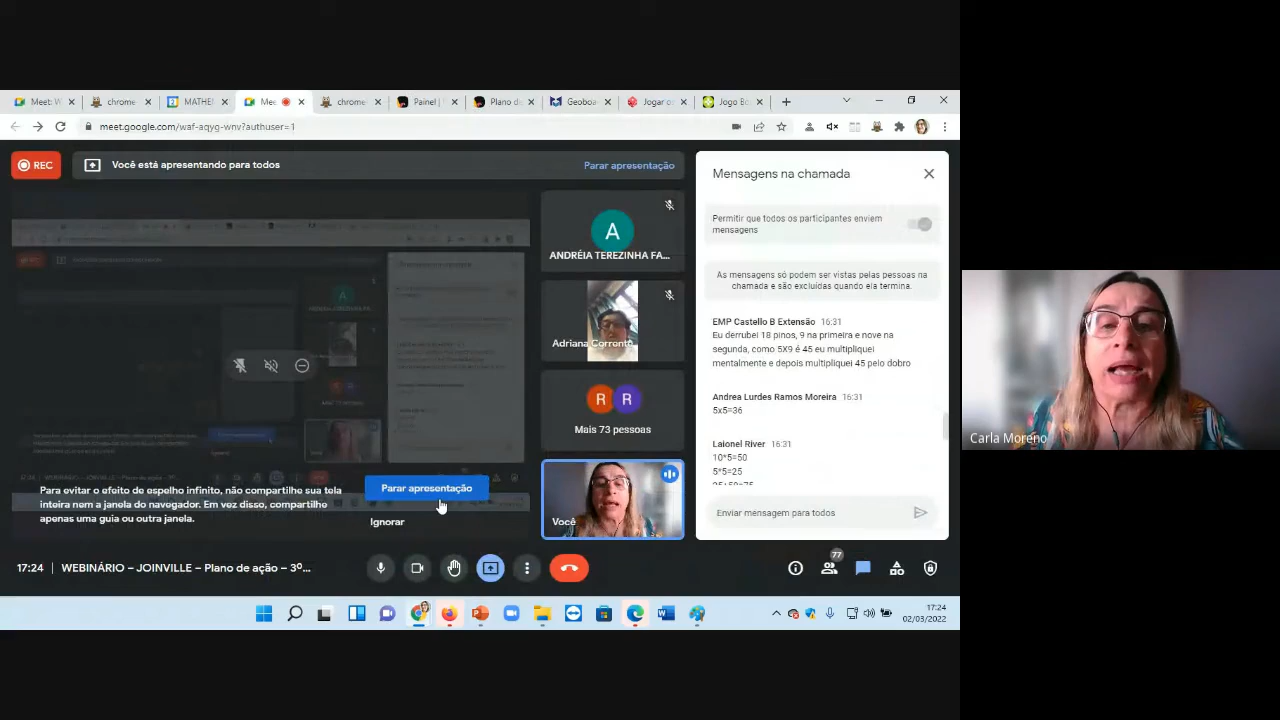 Meet: W
chrome
MATHE
Mee
chrome
Painel |
Plano de
Geoboa
Jogar o
Jogo Bo
meet.google.com/waf-aqyg-wnv?authuser=1
REC
Você está apresentando para todos
Parar apresentação
Mensagens na chamada
Permitir que todos os participantes enviem
mensagens
As mensagens só podem ser vistas pelas pessoas na
chamada e são excluídas quando ela termina.
EMP Castello B Extensão 16:31
Eu derrubei 18 pinos, 9 na primeira e nove na
segunda, como 5X9 é 45 eu multipliquei
mentalmente e depois multipliquei 45 pelo dobro
Andrea Lurdes Ramos Moreira 16:31
5x5=36
Laionel River 16:31
10*5=50
5*5=25
25+50=75
Enviar mensagem para todos
A
ANDRÉIA TEREZINHA FA...
Adriana Corrente
R R
Mais 73 pessoas
Você
Para evitar o efeito de espelho infinito, não compartilhe sua tela
inteira nem a janela do navegador. Em vez disso, compartilhe
apenas uma guia ou outra janela.
Parar apresentação
Ignorar
17:24 | WEBINÁRIO – JOINVILLE – Plano de ação – 3º...
77
17:24
02/03/2022
Carla Moreno